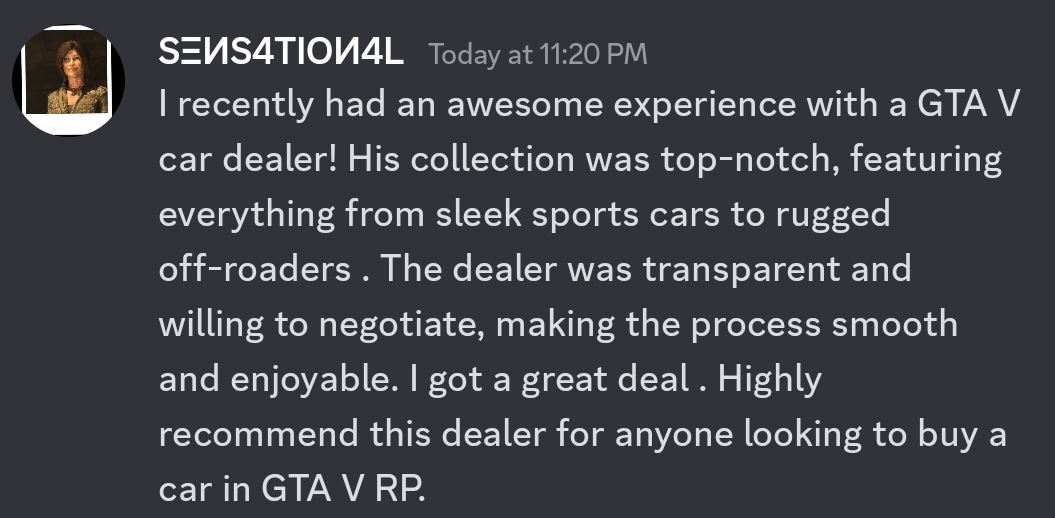 SΞИS4TIOИ4L Today at 11:20 PM
I recently had an awesome experience with a GTA V
car dealer! His collection was top-notch, featuring
everything from sleek sports cars to rugged
off-roaders . The dealer was transparent and
willing to negotiate, making the process smooth
and enjoyable. I got a great deal . Highly
recommend this dealer for anyone looking to buy a
car in GTA V RP.